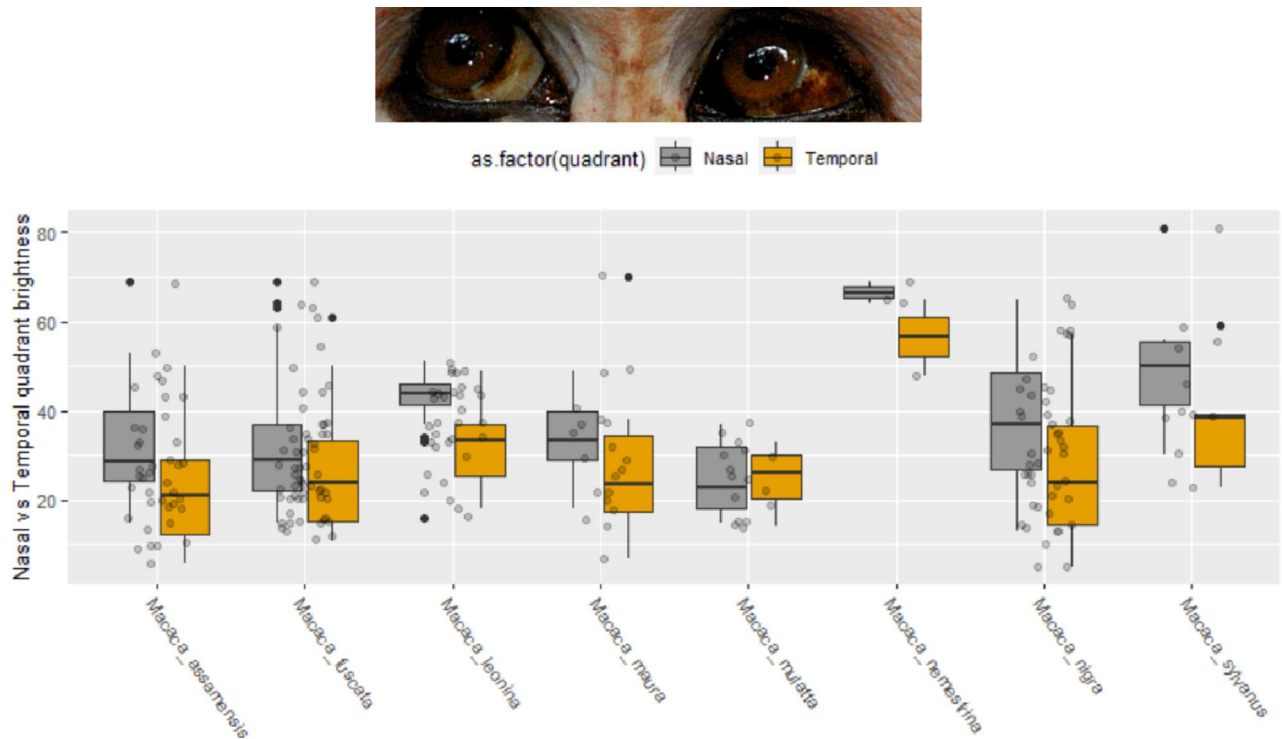 as.factor(quadrant) Nasal Temporal
Nasal vs Temporal quadrant brightness
80
60
40
20
Macaca_assamensis
Macaca_fuscata
Macaca_leonina
Macaca_maura
Macaca_mulatta
Macaca_nemestrina
Macaca_nigra
Macaca_sylvanus